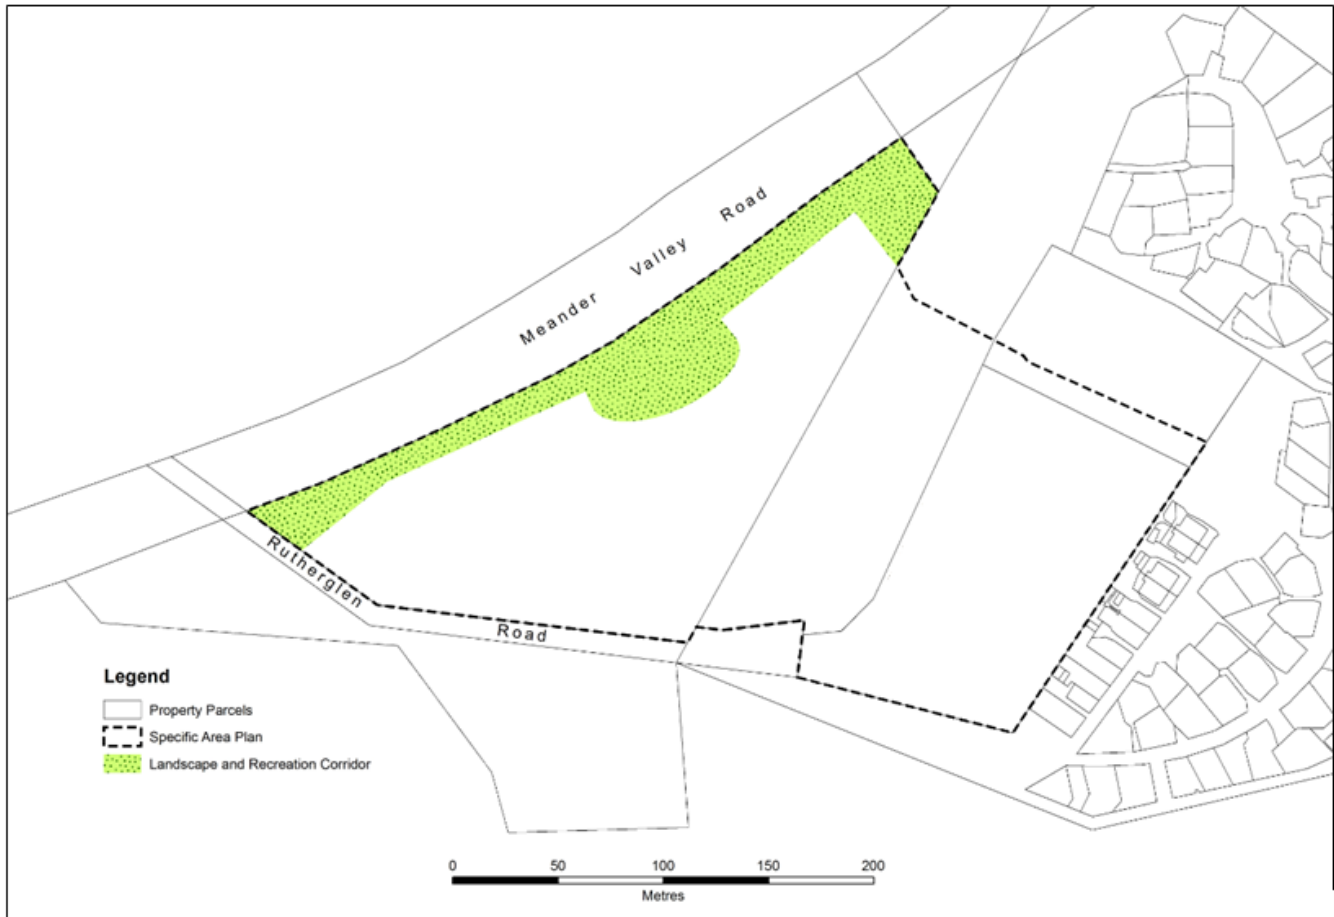 Meander Valley Road
Rutherglen
Road
Legend
Property Parcels
Specific Area Plan
Landscape and Recreation Corridor
0 50 100 150 200
Metres